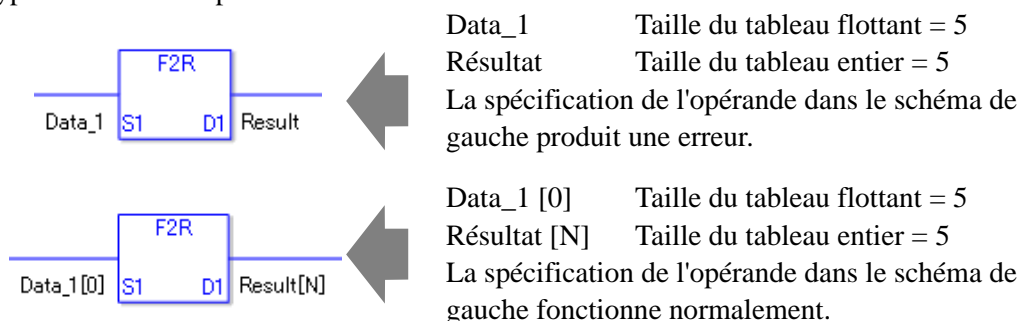 Data_1 Taille du tableau flottant = 5
F2R
Résultat Taille du tableau entier = 5
La spécification de l'opérande dans le schéma de
Data_1 S1 D1 Result
gauche produit une erreur.
Data_1 [0] Taille du tableau flottant = 5
F2R
Résultat [N] Taille du tableau entier = 5
La spécification de l'opérande dans le schéma de
Data_1[0] S1 D1 Result[N]
gauche fonctionne normalement.